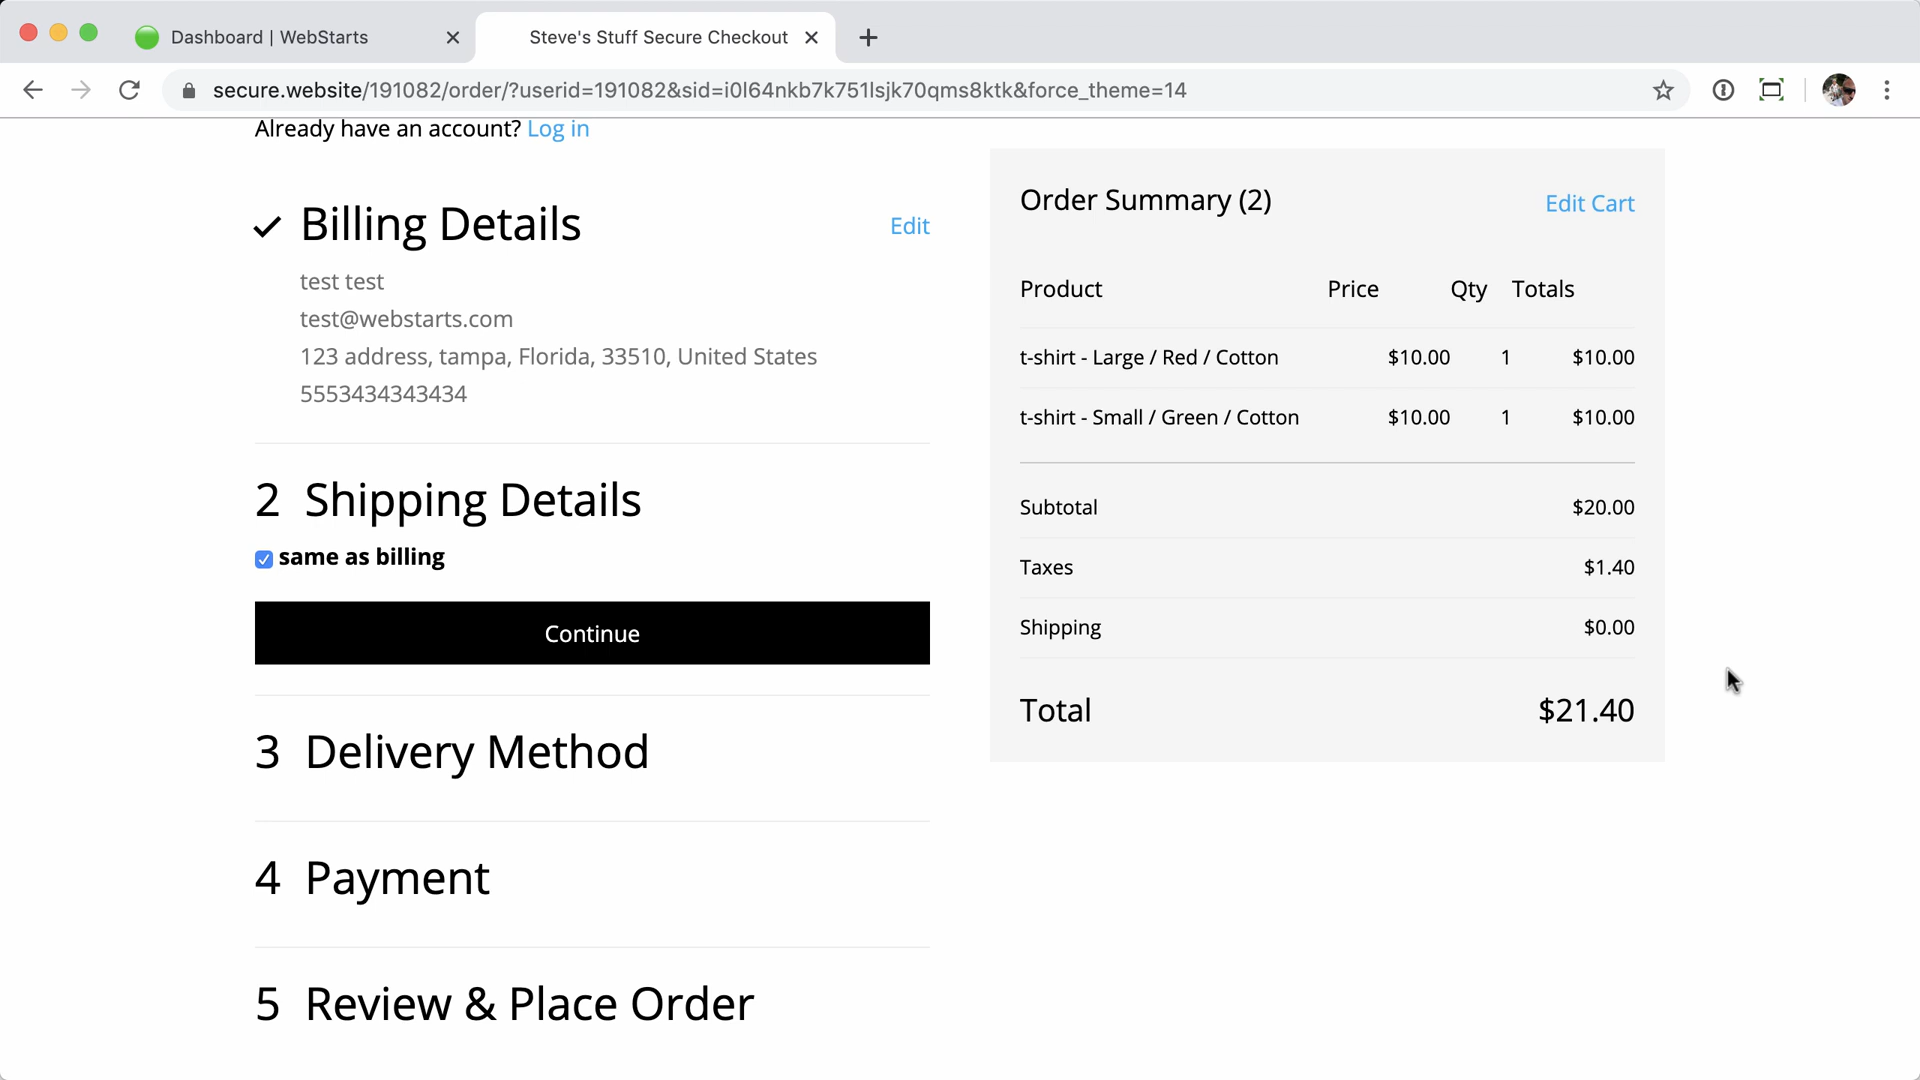 Dashboard | WebStarts
Steve's Stuff Secure Checkout
secure.website/191082/order/?userid=191082&sid=i0l64nkb7k751lsjk70qms8ktk&force_theme=14
Already have an account? Log in
Billing Details
Edit
test test
test@webstarts.com
123 address, tampa, Florida, 33510, United States
5553434343434
2 Shipping Details
same as billing
Continue
3 Delivery Method
4 Payment
5 Review & Place Order
Order Summary (2)
Edit Cart
Product Price Qty Totals
t-shirt - Large / Red / Cotton $10.00 1 $10.00
t-shirt - Small / Green / Cotton $10.00 1 $10.00
Subtotal $20.00
Taxes $1.40
Shipping $0.00
Total $21.40